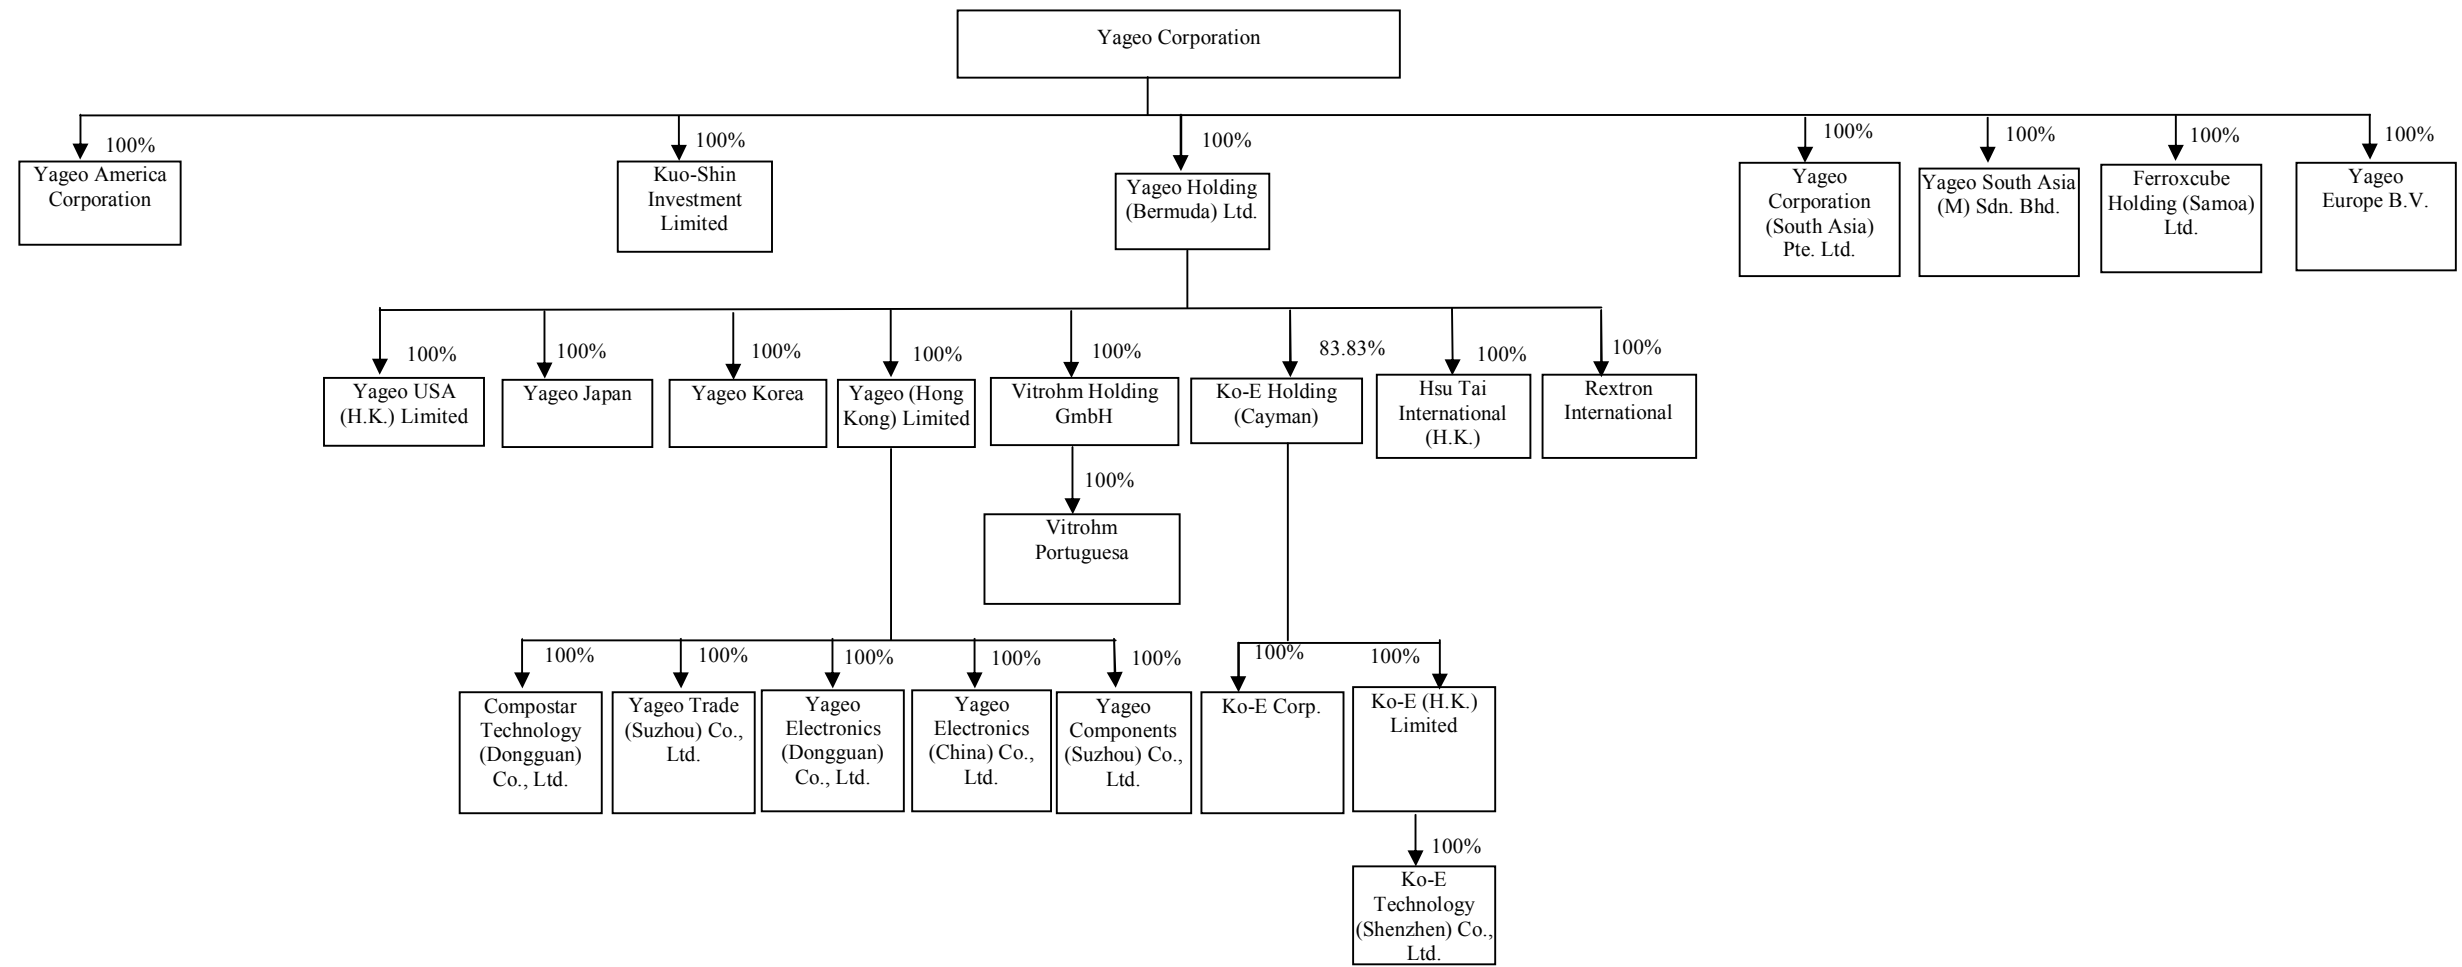 Yageo Corporation
100%
100%
100%
100%
100%
100%
100%
Yageo America
Corporation
Kuo-Shin
Investment
Limited
Yageo Holding
(Bermuda) Ltd.
Yageo
Corporation
(South Asia)
Pte. Ltd.
Yageo South Asia
(M) Sdn. Bhd.
Ferroxcube
Holding (Samoa)
Ltd.
Yageo
Europe B.V.
100%
100%
100%
100%
100%
83.83%
100%
100%
Yageo USA
(H.K.) Limited
Yageo Japan
Yageo Korea
Yageo (Hong
Kong) Limited
Vitrohm Holding
GmbH
Ko-E Holding
(Cayman)
Hsu Tai
International
(H.K.)
Rextron
International
100%
Vitrohm
Portuguesa
100%
100%
100%
100%
100%
100%
100%
Compostar
Technology
(Dongguan)
Co., Ltd.
Yageo Trade
(Suzhou) Co.,
Ltd.
Yageo
Electronics
(Dongguan)
Co., Ltd.
Yageo
Electronics
(China) Co.,
Ltd.
Yageo
Components
(Suzhou) Co.,
Ltd.
Ko-E Corp.
Ko-E (H.K.)
Limited
100%
Ko-E
Technology
(Shenzhen) Co.,
Ltd.